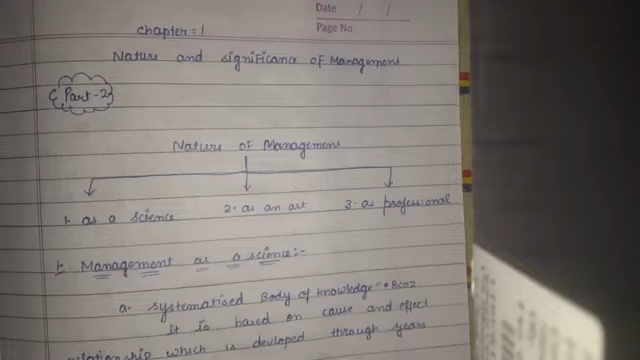 Date / /
Page No
chapter = 1
Nature and significance of Management
Part - 2
Nature of Management
1. as a science 2. as an art 3. as professional
1. Management as a science:-
a. systematised Body of knowledge = • Bcoz
It is based on cause and effect
relationship which is devloped through years